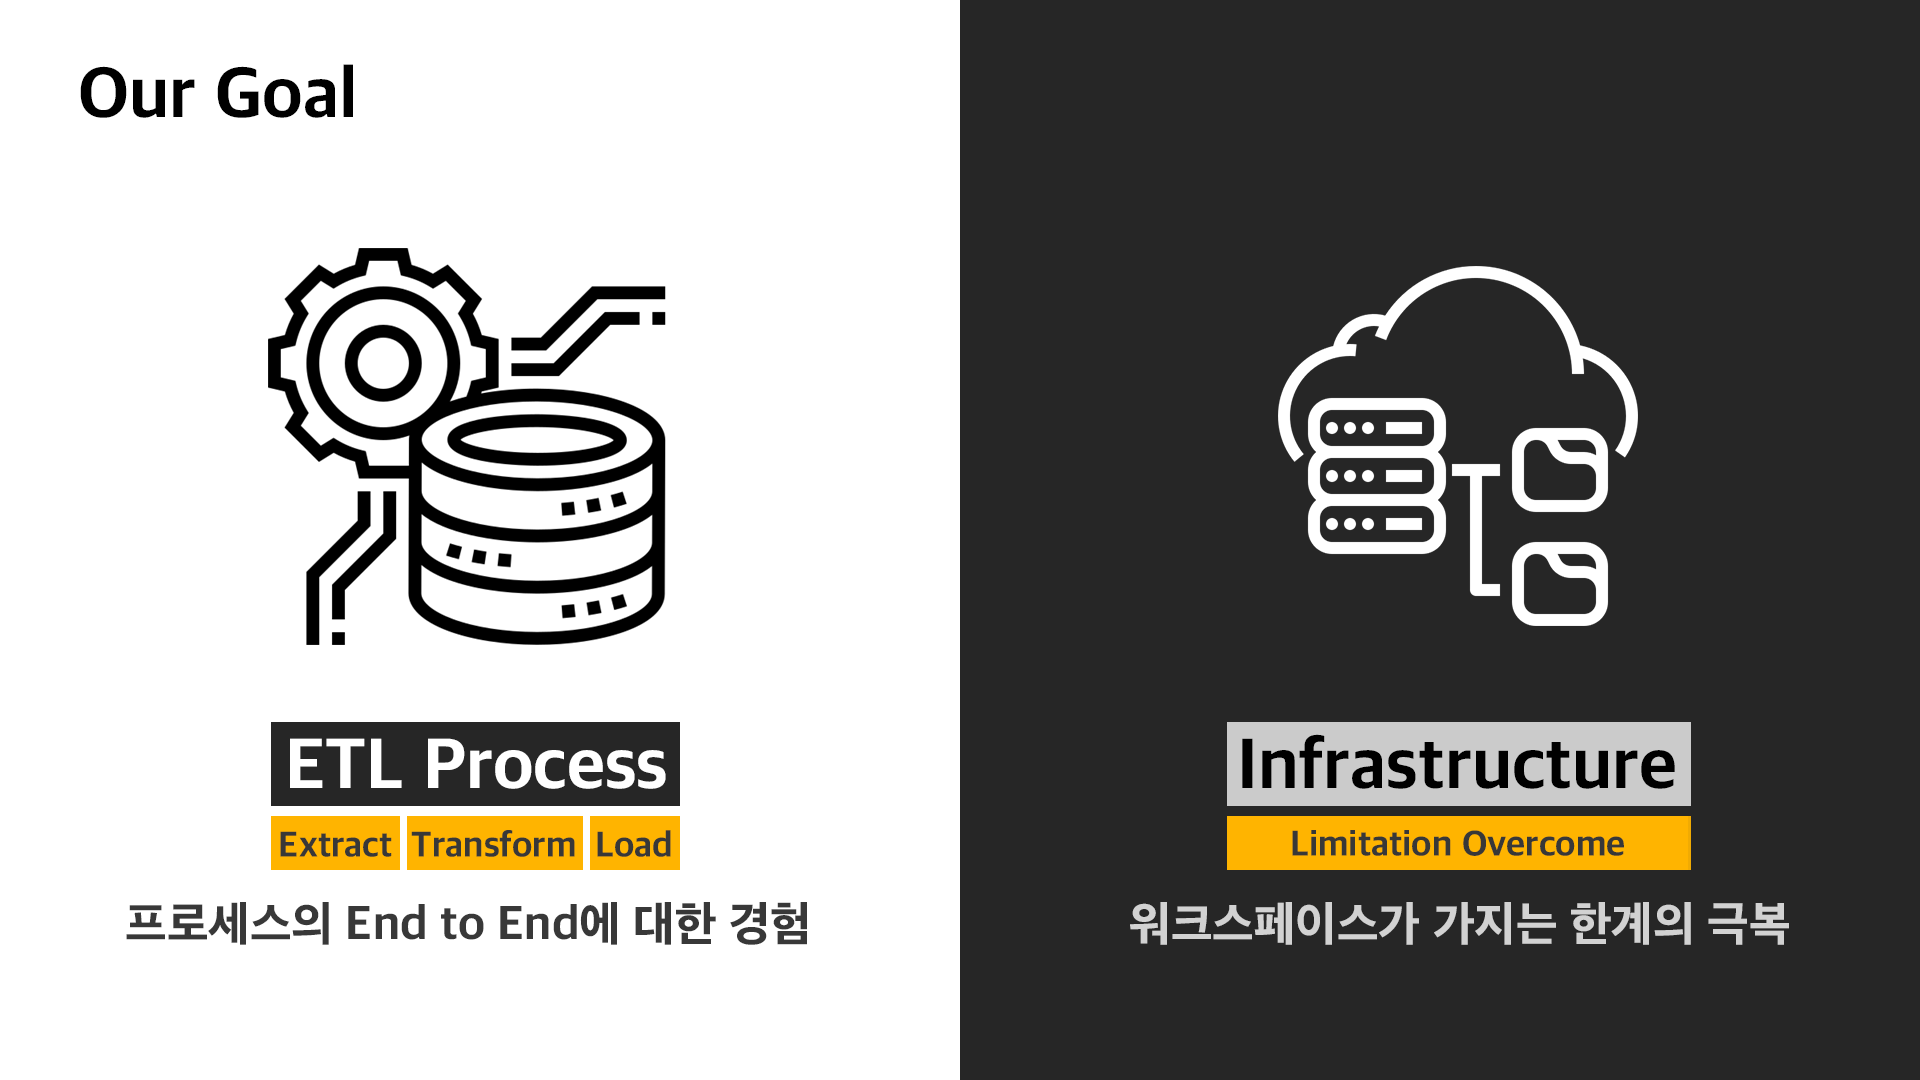 Our Goal
ETL Process
Extract Transform Load
프로세스의 End to End에 대한 경험
Infrastructure
Limitation Overcome
워크스페이스가 가지는 한계의 극복